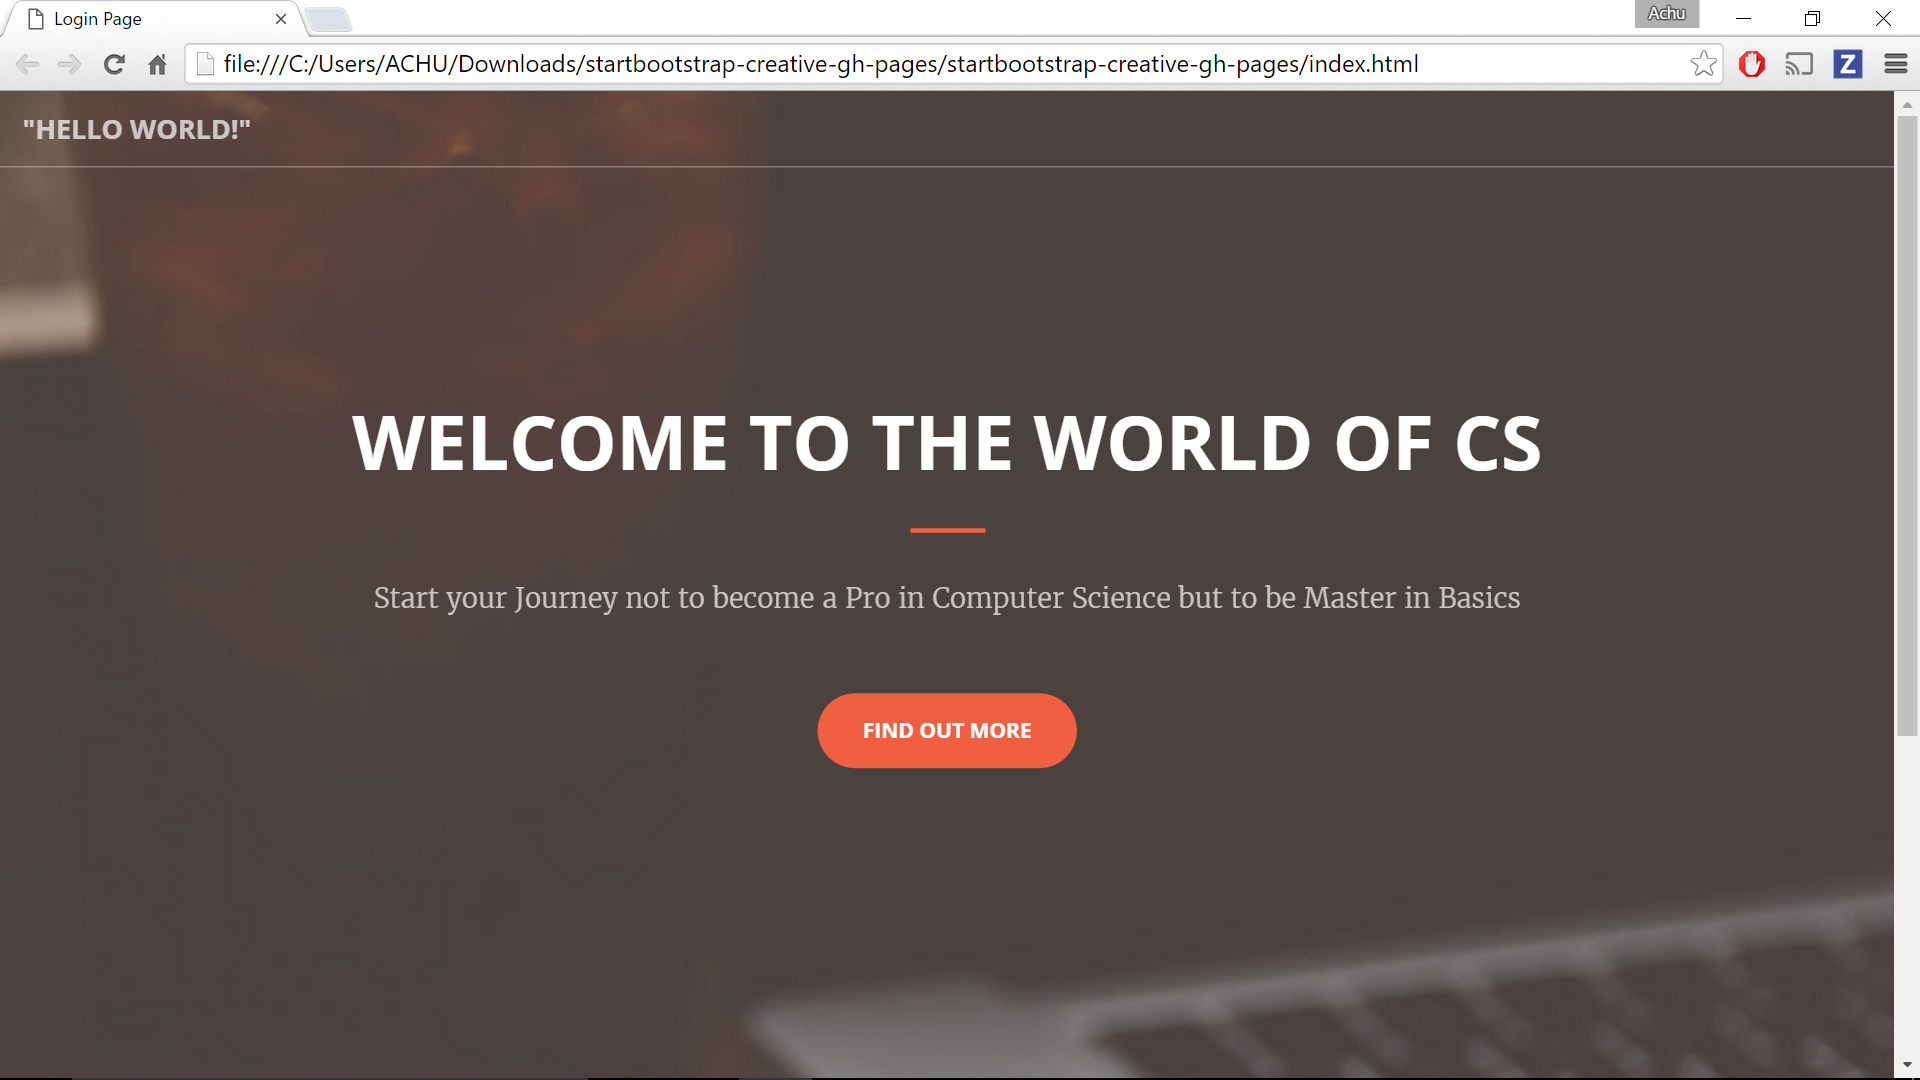 Login Page
Achu
file:///C:/Users/ACHU/Downloads/startbootstrap-creative-gh-pages/startbootstrap-creative-gh-pages/index.html
Z
"HELLO WORLD!"
WELCOME TO THE WORLD OF CS
Start your Journey not to become a Pro in Computer Science but to be Master in Basics
FIND OUT MORE